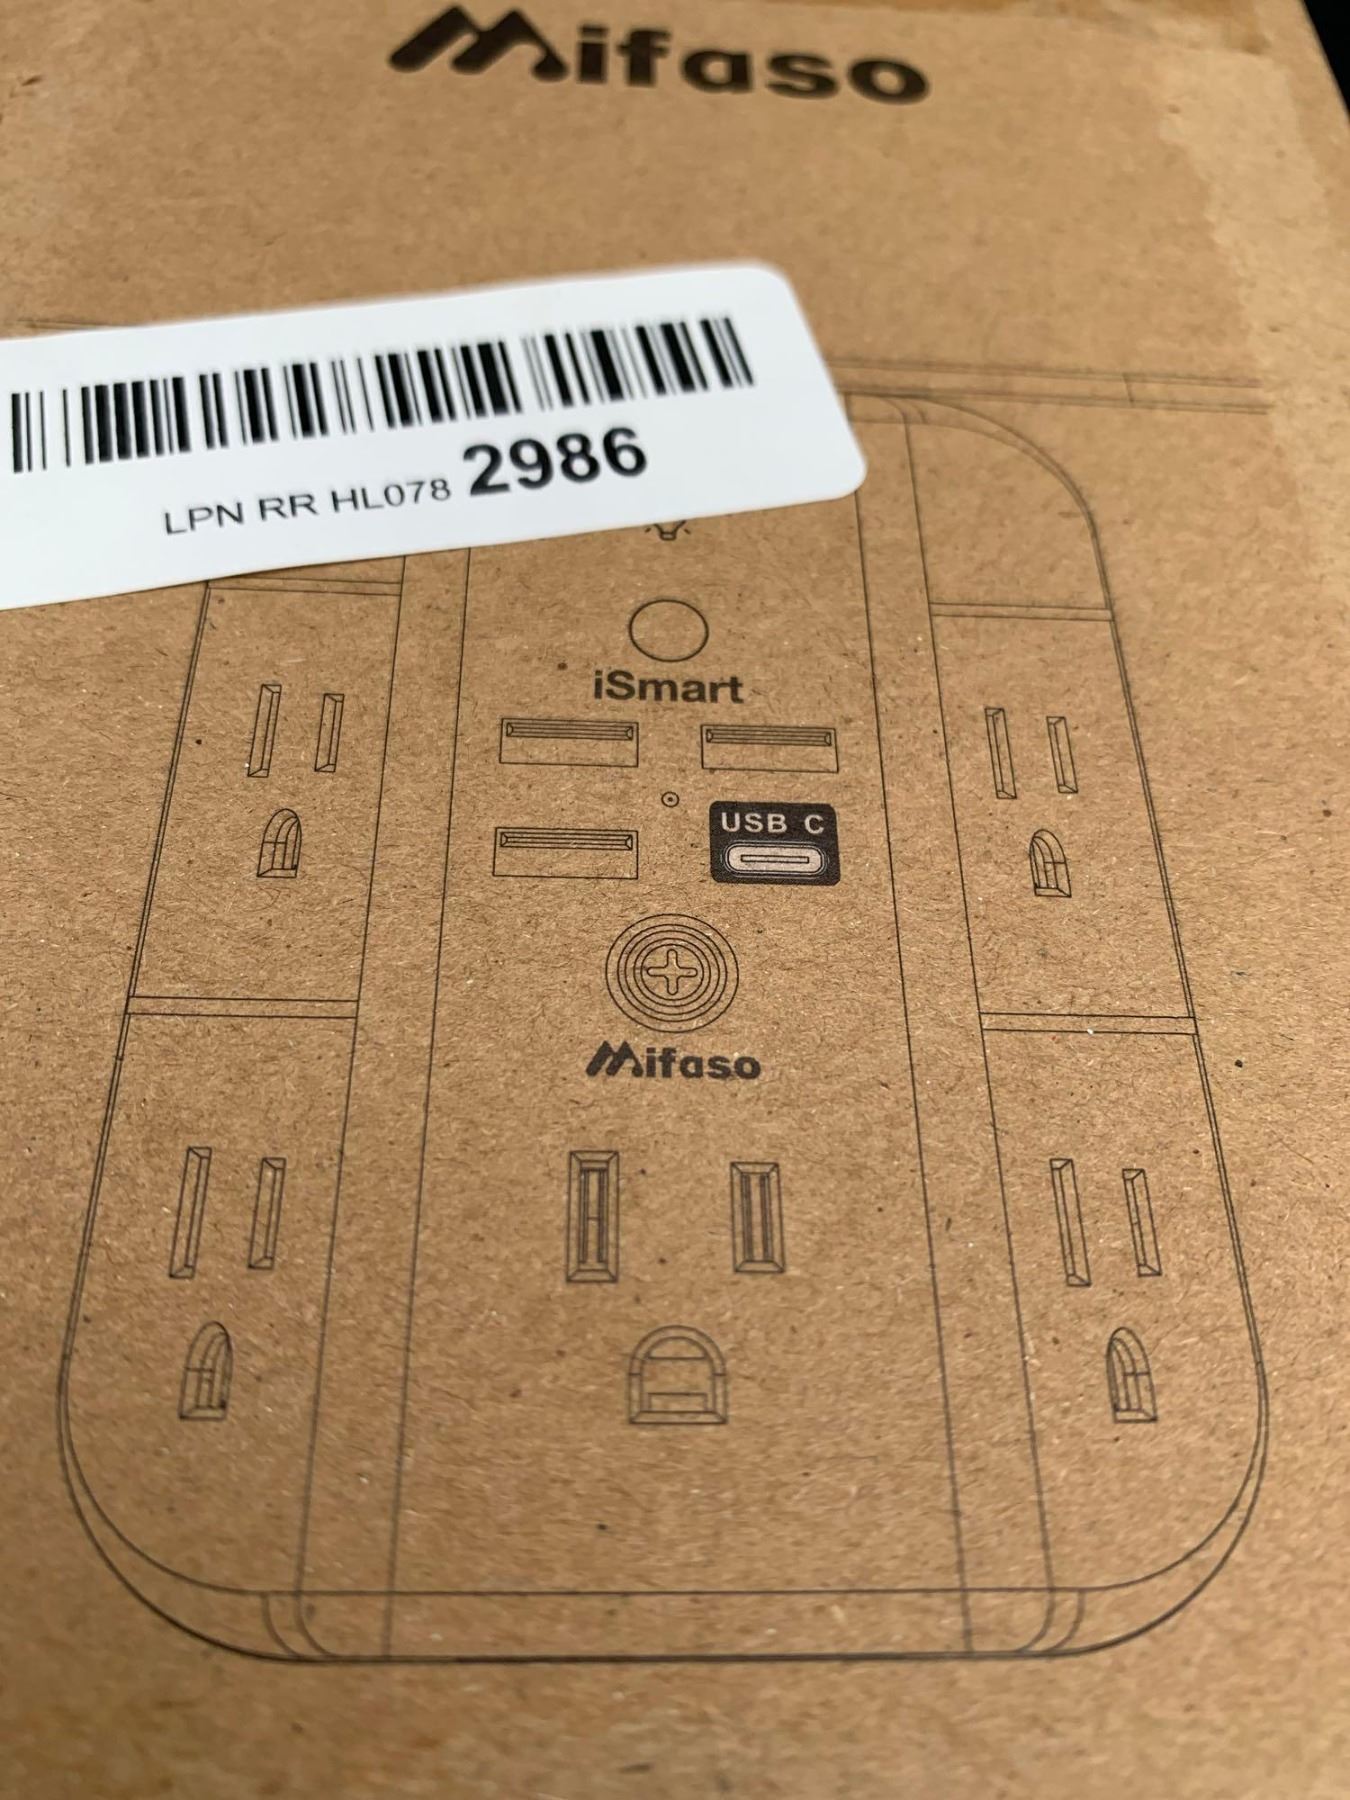 Mifaso
LPN RR HL078 2986
iSmart
USB C
Mifaso